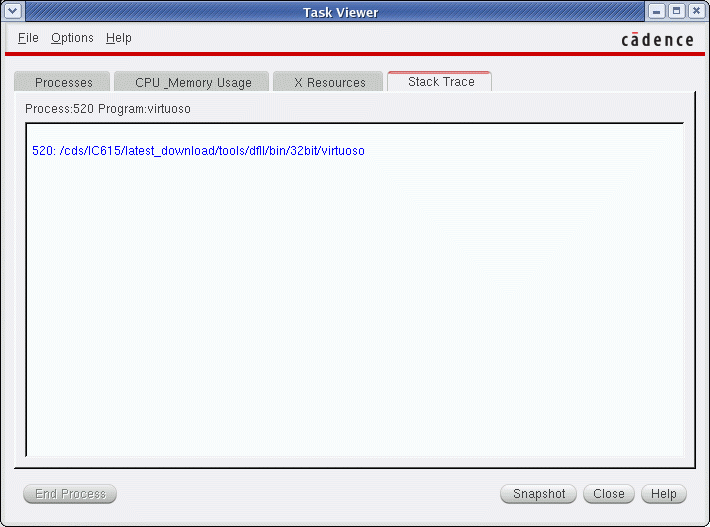 Task Viewer
File Options Help
cādence
Processes CPU _Memory Usage X Resources Stack Trace
Process:520 Program:virtuoso
520: /cds/IC615/latest_download/tools/dfII/bin/32bit/virtuoso
End Process Snapshot Close Help